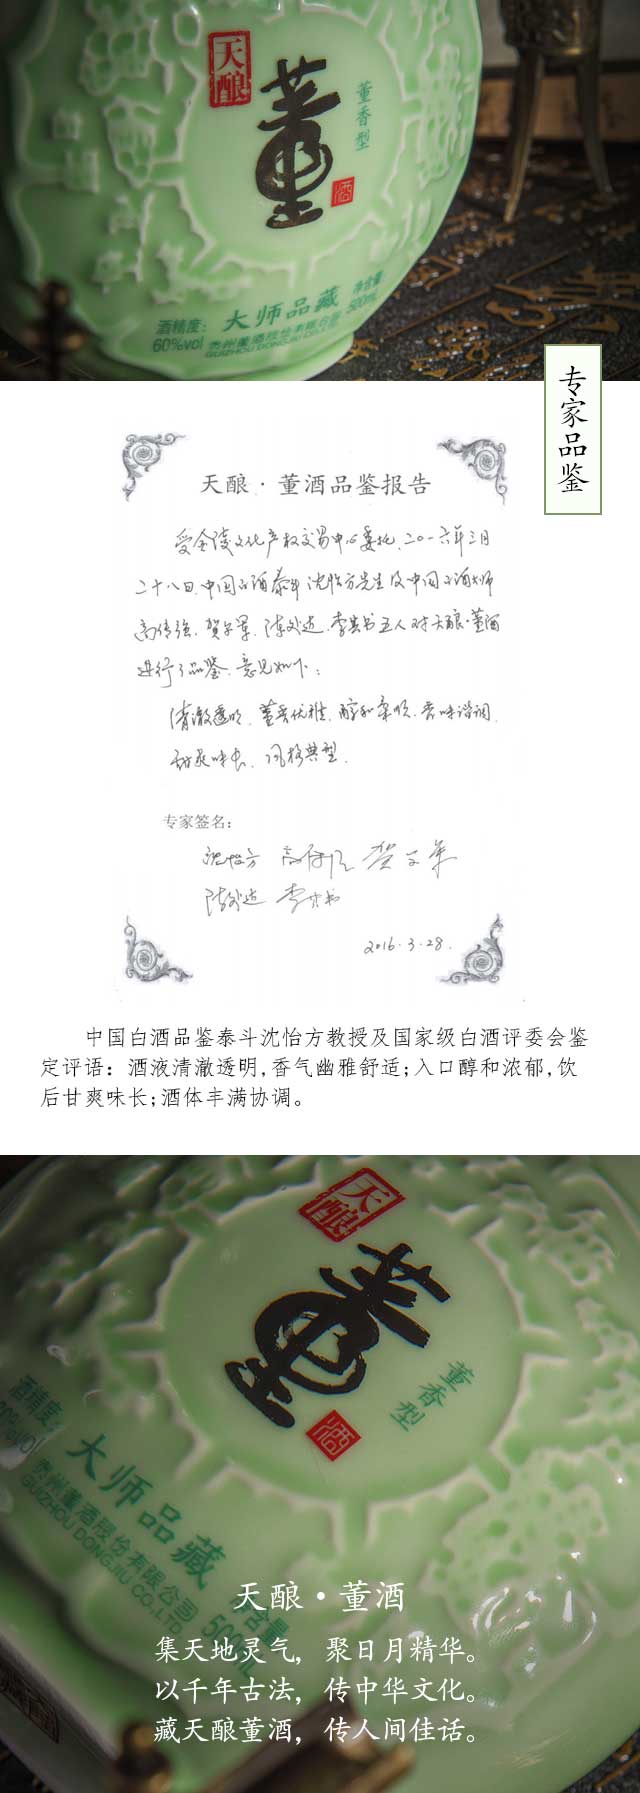 天酿
董
董香型
酒
酒精度：
60%vol
大师品藏
净含量：
500mL
贵州董酒股份有限公司
GUIZHOU DONGJIU CO.,LTD
专家品鉴
天酿·董酒品鉴报告
受金陵文化产权交易中心委托，二〇一六年三月
二十八日，中国白酒泰斗沈怡方先生及中国白酒大师
高传强、贺尔军、陈处达、李其书五人对天酿·董酒
进行了品鉴，意见如下：
清澈透明、董香优雅、醇和柔顺、香味谐调、
甜爽味长、风格典型。
专家签名：
沈怡方
陈处达 李其书
2016.3.28.
中国白酒品鉴泰斗沈怡方教授及国家级白酒评委会鉴
定评语：酒液清澈透明,香气幽雅舒适;入口醇和浓郁,饮
后甘爽味长;酒体丰满协调。
天酿
董
董香型
酒
酒精度：
大师品藏
贵州董酒股份有限公司
GUIZHOU DONGJIU CO.,LTD
净含量
500mL
天酿·董酒
集天地灵气，聚日月精华。
以千年古法，传中华文化。
藏天酿董酒，传人间佳话。